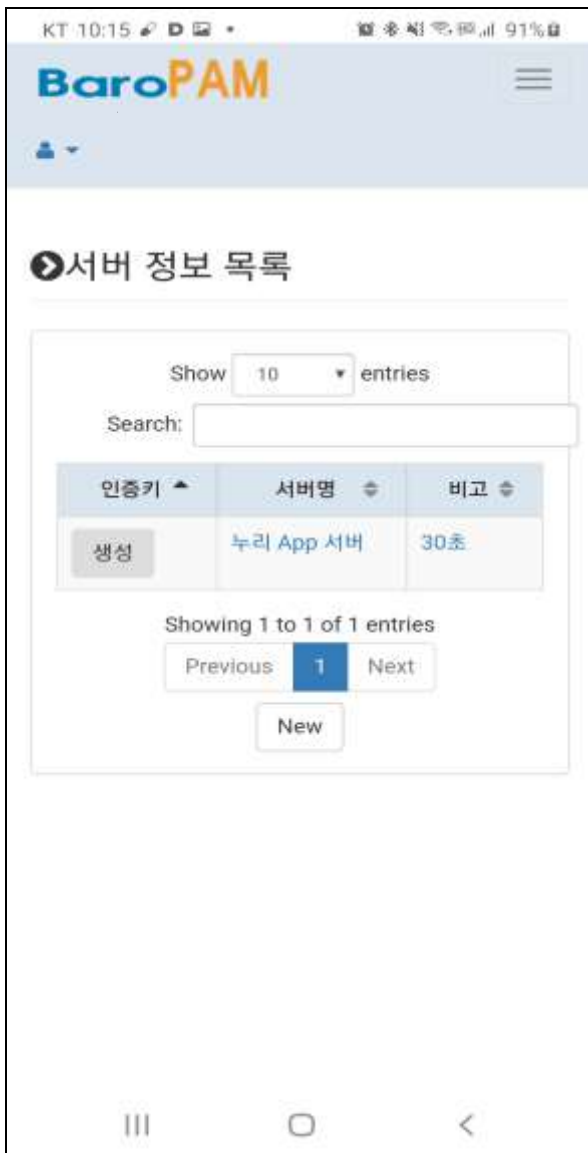 KT 10:15 D 91%
BaroPAM
서버 정보 목록
Show 10 entries
Search:
인증키 서버명 비고
생성 누리 App 서버 30초
Showing 1 to 1 of 1 entries
Previous 1 Next
New